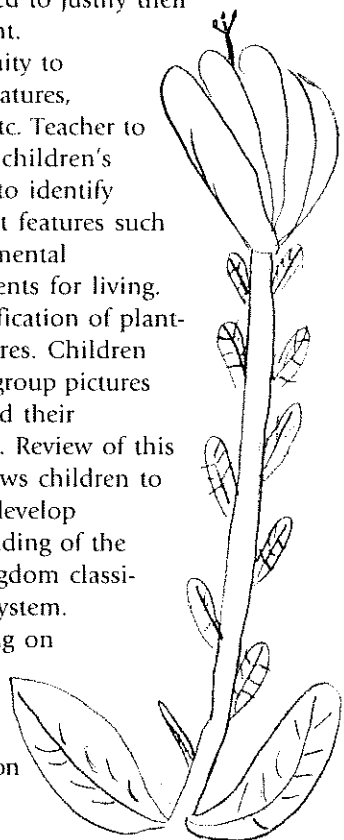 ed to justify their
nt.
nity to
atures,
tc. Teacher to
children's
to identify
t features such
nmental
ents for living.
ification of plant-
res. Children
group pictures
d their
. Review of this
ws children to
develop
ding of the
gdom classi-
ystem.
g on
on